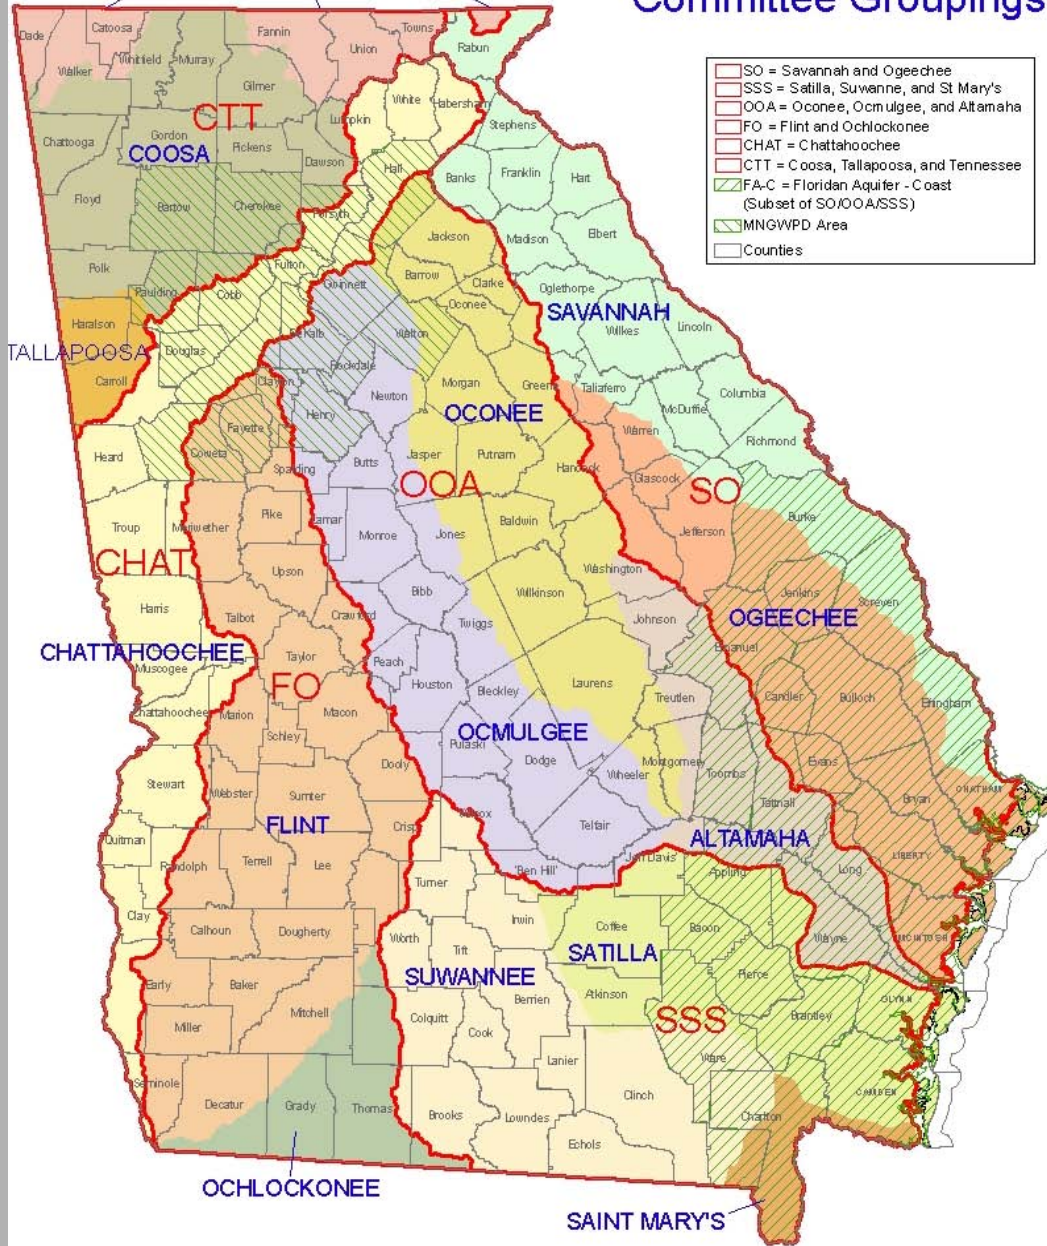 Committee Groupings
SO = Savannah and Ogeechee
SSS = Satilla, Suwanne, and St Mary's
OOA = Oconee, Ocmulgee, and Altamaha
FO = Flint and Ochlockonee
CHAT = Chattahoochee
CTT = Coosa, Tallapoosa, and Tennessee
FA-C = Floridan Aquifer - Coast
(Subset of SO/OOA/SSS)
MNGWPD Area
Counties
Dade
Catoosa
Whitfield
Murray
Fannin
Union
Towns
Rabun
Walker
Gilmer
White
Habersham
Lumpkin
Stephens
CTT
Chattooga
Gordon
COOSA
Pickens
Dawson
Hall
Banks
Franklin
Hart
Floyd
Bartow
Cherokee
Forsyth
Jackson
Madison
Elbert
Polk
Paulding
Cobb
Fulton
Gwinnett
Barrow
Clarke
Oconee
Oglethorpe
SAVANNAH
Wilkes
Lincoln
Haralson
TALLAPOOSA
Carroll
Douglas
DeKalb
Rockdale
Walton
Clayton
Newton
Morgan
Greene
Taliaferro
McDuffie
Columbia
Heard
Coweta
Fayette
Henry
OCONEE
Warren
Richmond
Spalding
Butts
Jasper
Putnam
Hancock
Glascock
OOA
SO
Troup
Meriwether
Pike
Lamar
Monroe
Jones
Baldwin
Jefferson
Burke
CHAT
Upson
Washington
Harris
Talbot
Crawford
Bibb
Wilkinson
Johnson
Jenkins
Screven
OGEECHEE
CHATTAHOOCHEE
Muscogee
Taylor
Peach
Twiggs
Emanuel
FO
Houston
Bleckley
Laurens
Treutlen
Candler
Bulloch
Effingham
Chattahoochee
Marion
Macon
Schley
OCMULGEE
Pulaski
Dodge
Dooly
Wheeler
Montgomery
Toombs
Evans
Stewart
Webster
Sumter
Tattnall
Bryan
CHATHAM
Quitman
FLINT
Crisp
Wilcox
Telfair
ALTAMAHA
LIBERTY
Randolph
Terrell
Lee
Turner
Ben Hill
Jeff Davis
Appling
Long
Clay
Calhoun
Dougherty
Worth
Irwin
Tift
Coffee
Bacon
Wayne
MCINTOSH
SATILLA
Early
Baker
Mitchell
SUWANNEE
Berrien
Atkinson
Pierce
GLYNN
Miller
Colquitt
Cook
SSS
Brantley
Lanier
Ware
Seminole
Decatur
Grady
Thomas
Brooks
Lowndes
Clinch
Echols
Charlton
CAMDEN
OCHLOCKONEE
SAINT MARY'S